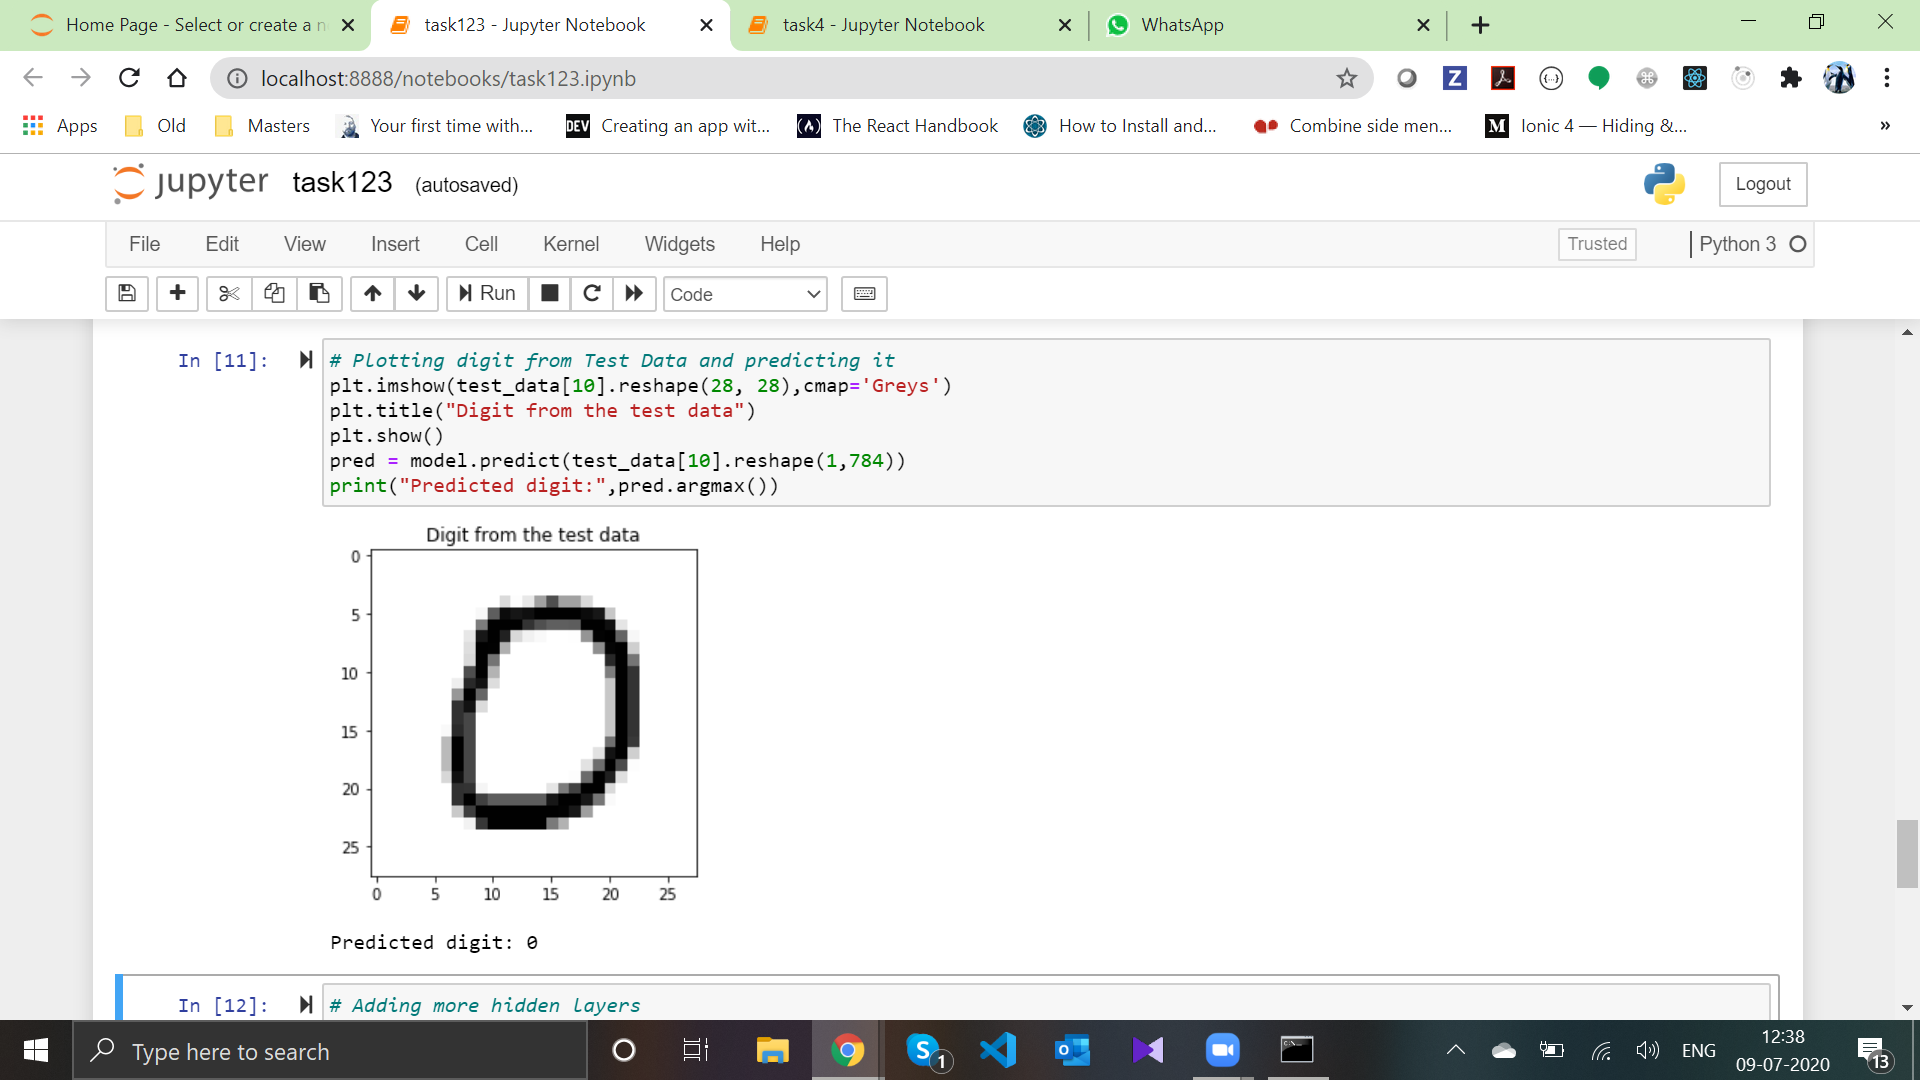 Home Page - Select or create a n
task123 - Jupyter Notebook
task4 - Jupyter Notebook
WhatsApp
localhost:8888/notebooks/task123.ipynb
Apps
Old
Masters
Your first time with...
DEV
Creating an app wit...
The React Handbook
How to Install and...
Combine side men...
Ionic 4 — Hiding &...
jupyter
task123
(autosaved)
Logout
File
Edit
View
Insert
Cell
Kernel
Widgets
Help
Trusted
Python 3
Run
Code
In [11]:
# Plotting digit from Test Data and predicting it
plt.imshow(test_data[10].reshape(28, 28),cmap='Greys')
plt.title("Digit from the test data")
plt.show()
pred = model.predict(test_data[10].reshape(1,784))
print("Predicted digit:",pred.argmax())
Digit from the test data
0
5
10
15
20
25
0 5 10 15 20 25
Predicted digit: 0
In [12]:
# Adding more hidden layers
Type here to search
1
ENG
12:38
09-07-2020
13